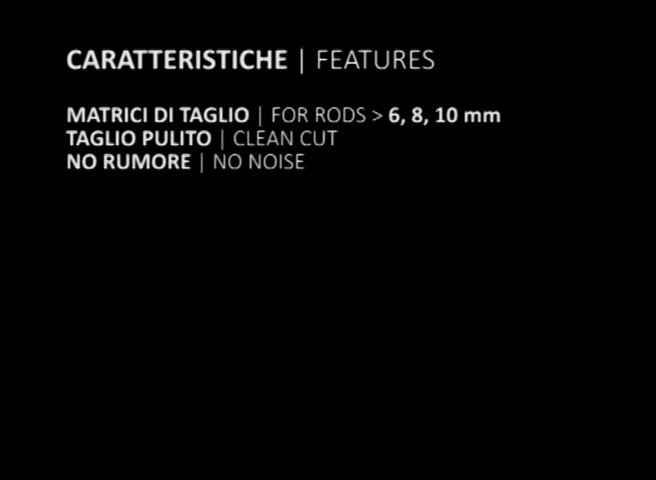 CARATTERISTICHE | FEATURES
MATRICI DI TAGLIO | FOR RODS > 6, 8, 10 mm
TAGLIO PULITO | CLEAN CUT
NO RUMORE | NO NOISE